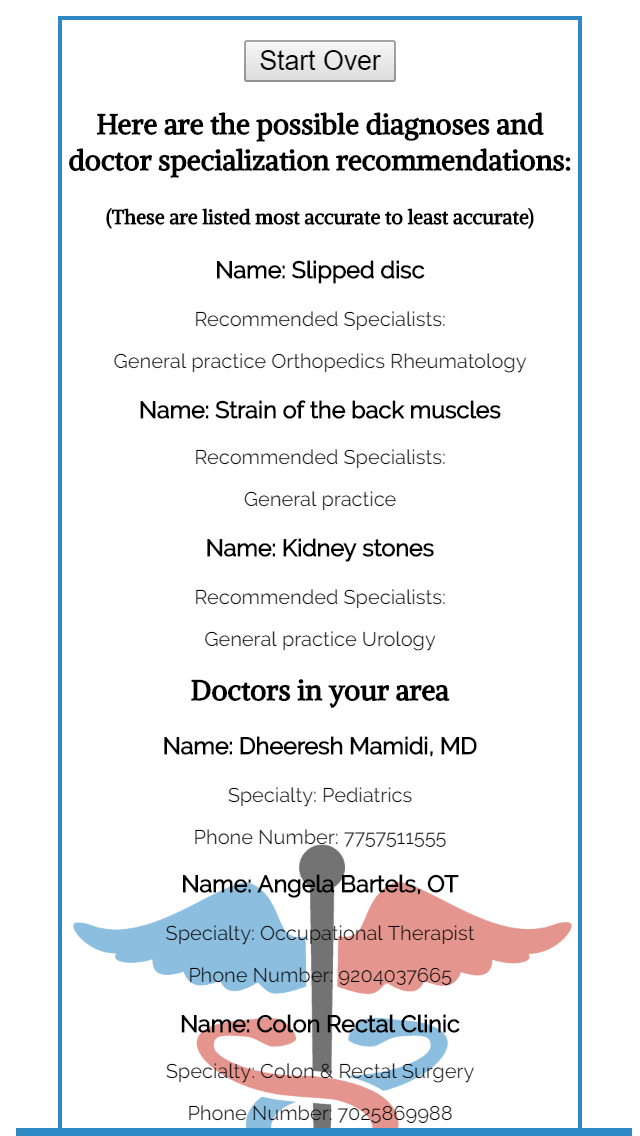 Start Over
Here are the possible diagnoses and
doctor specialization recommendations:
(These are listed most accurate to least accurate)
Name: Slipped disc
Recommended Specialists:
General practice Orthopedics Rheumatology
Name: Strain of the back muscles
Recommended Specialists:
General practice
Name: Kidney stones
Recommended Specialists:
General practice Urology
Doctors in your area
Name: Dheeresh Mamidi, MD
Specialty: Pediatrics
Phone Number: 7757511555
Name: Angela Bartels, OT
Specialty: Occupational Therapist
Phone Number: 9204037665
Name: Colon Rectal Clinic
Specialty: Colon & Rectal Surgery
Phone Number: 7025869988